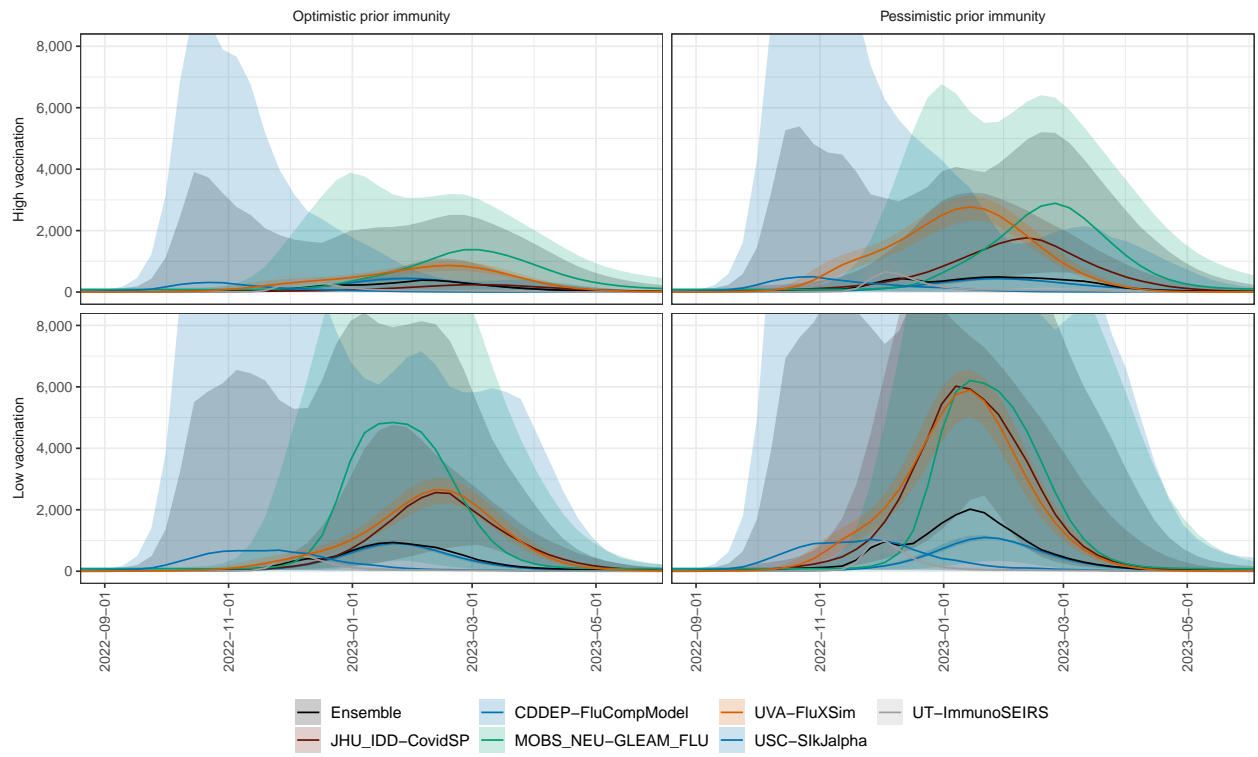 Optimistic prior immunity
Pessimistic prior immunity
High vaccination
8,000
6,000
4,000
2,000
0
Low vaccination
8,000
6,000
4,000
2,000
0
2022−09−01
2022−11−01
2023−01−01
2023−03−01
2023−05−01
2022−09−01
2022−11−01
2023−01−01
2023−03−01
2023−05−01
Ensemble
CDDEP−FluCompModel
UVA−FluXSim
UT−ImmunoSEIRS
JHU_IDD−CovidSP
MOBS_NEU−GLEAM_FLU
USC−SIkJalpha